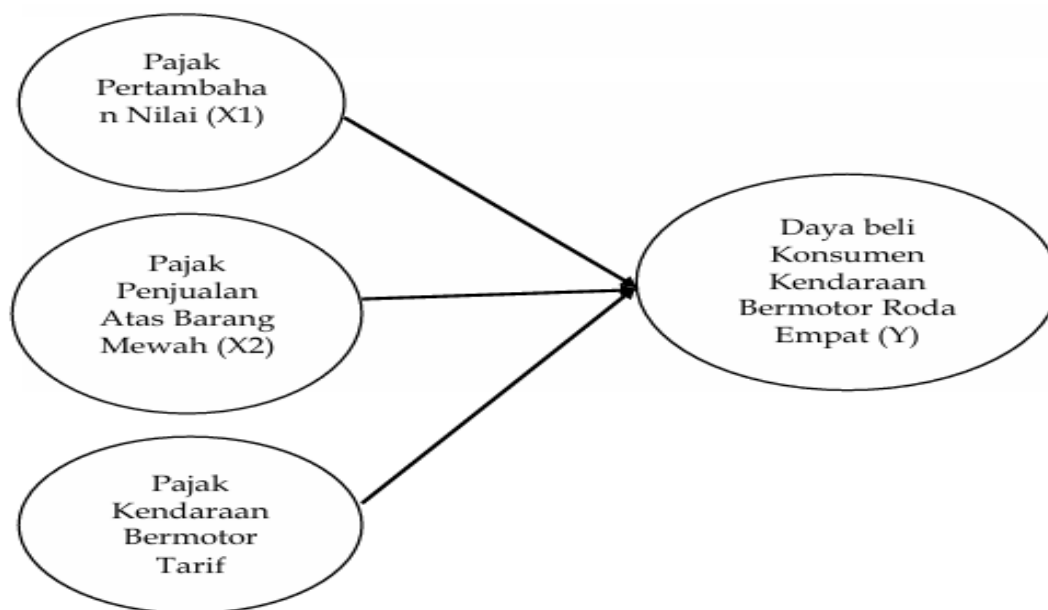 Pajak
Pertambaha
n Nilai (X1)
Pajak
Penjualan
Atas Barang
Mewah (X2)
Pajak
Kendaraan
Bermotor
Tarif
Daya beli
Konsumen
Kendaraan
Bermotor Roda
Empat (Y)